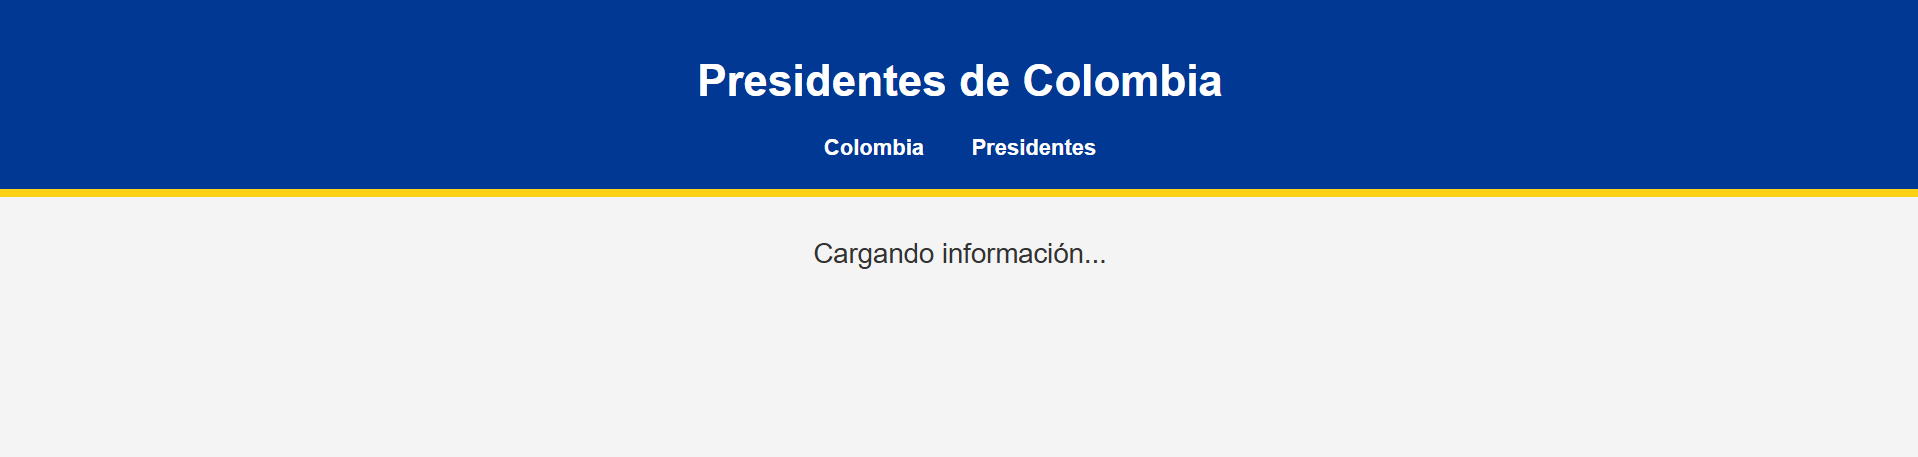 Presidentes de Colombia
Colombia Presidentes
Cargando información...